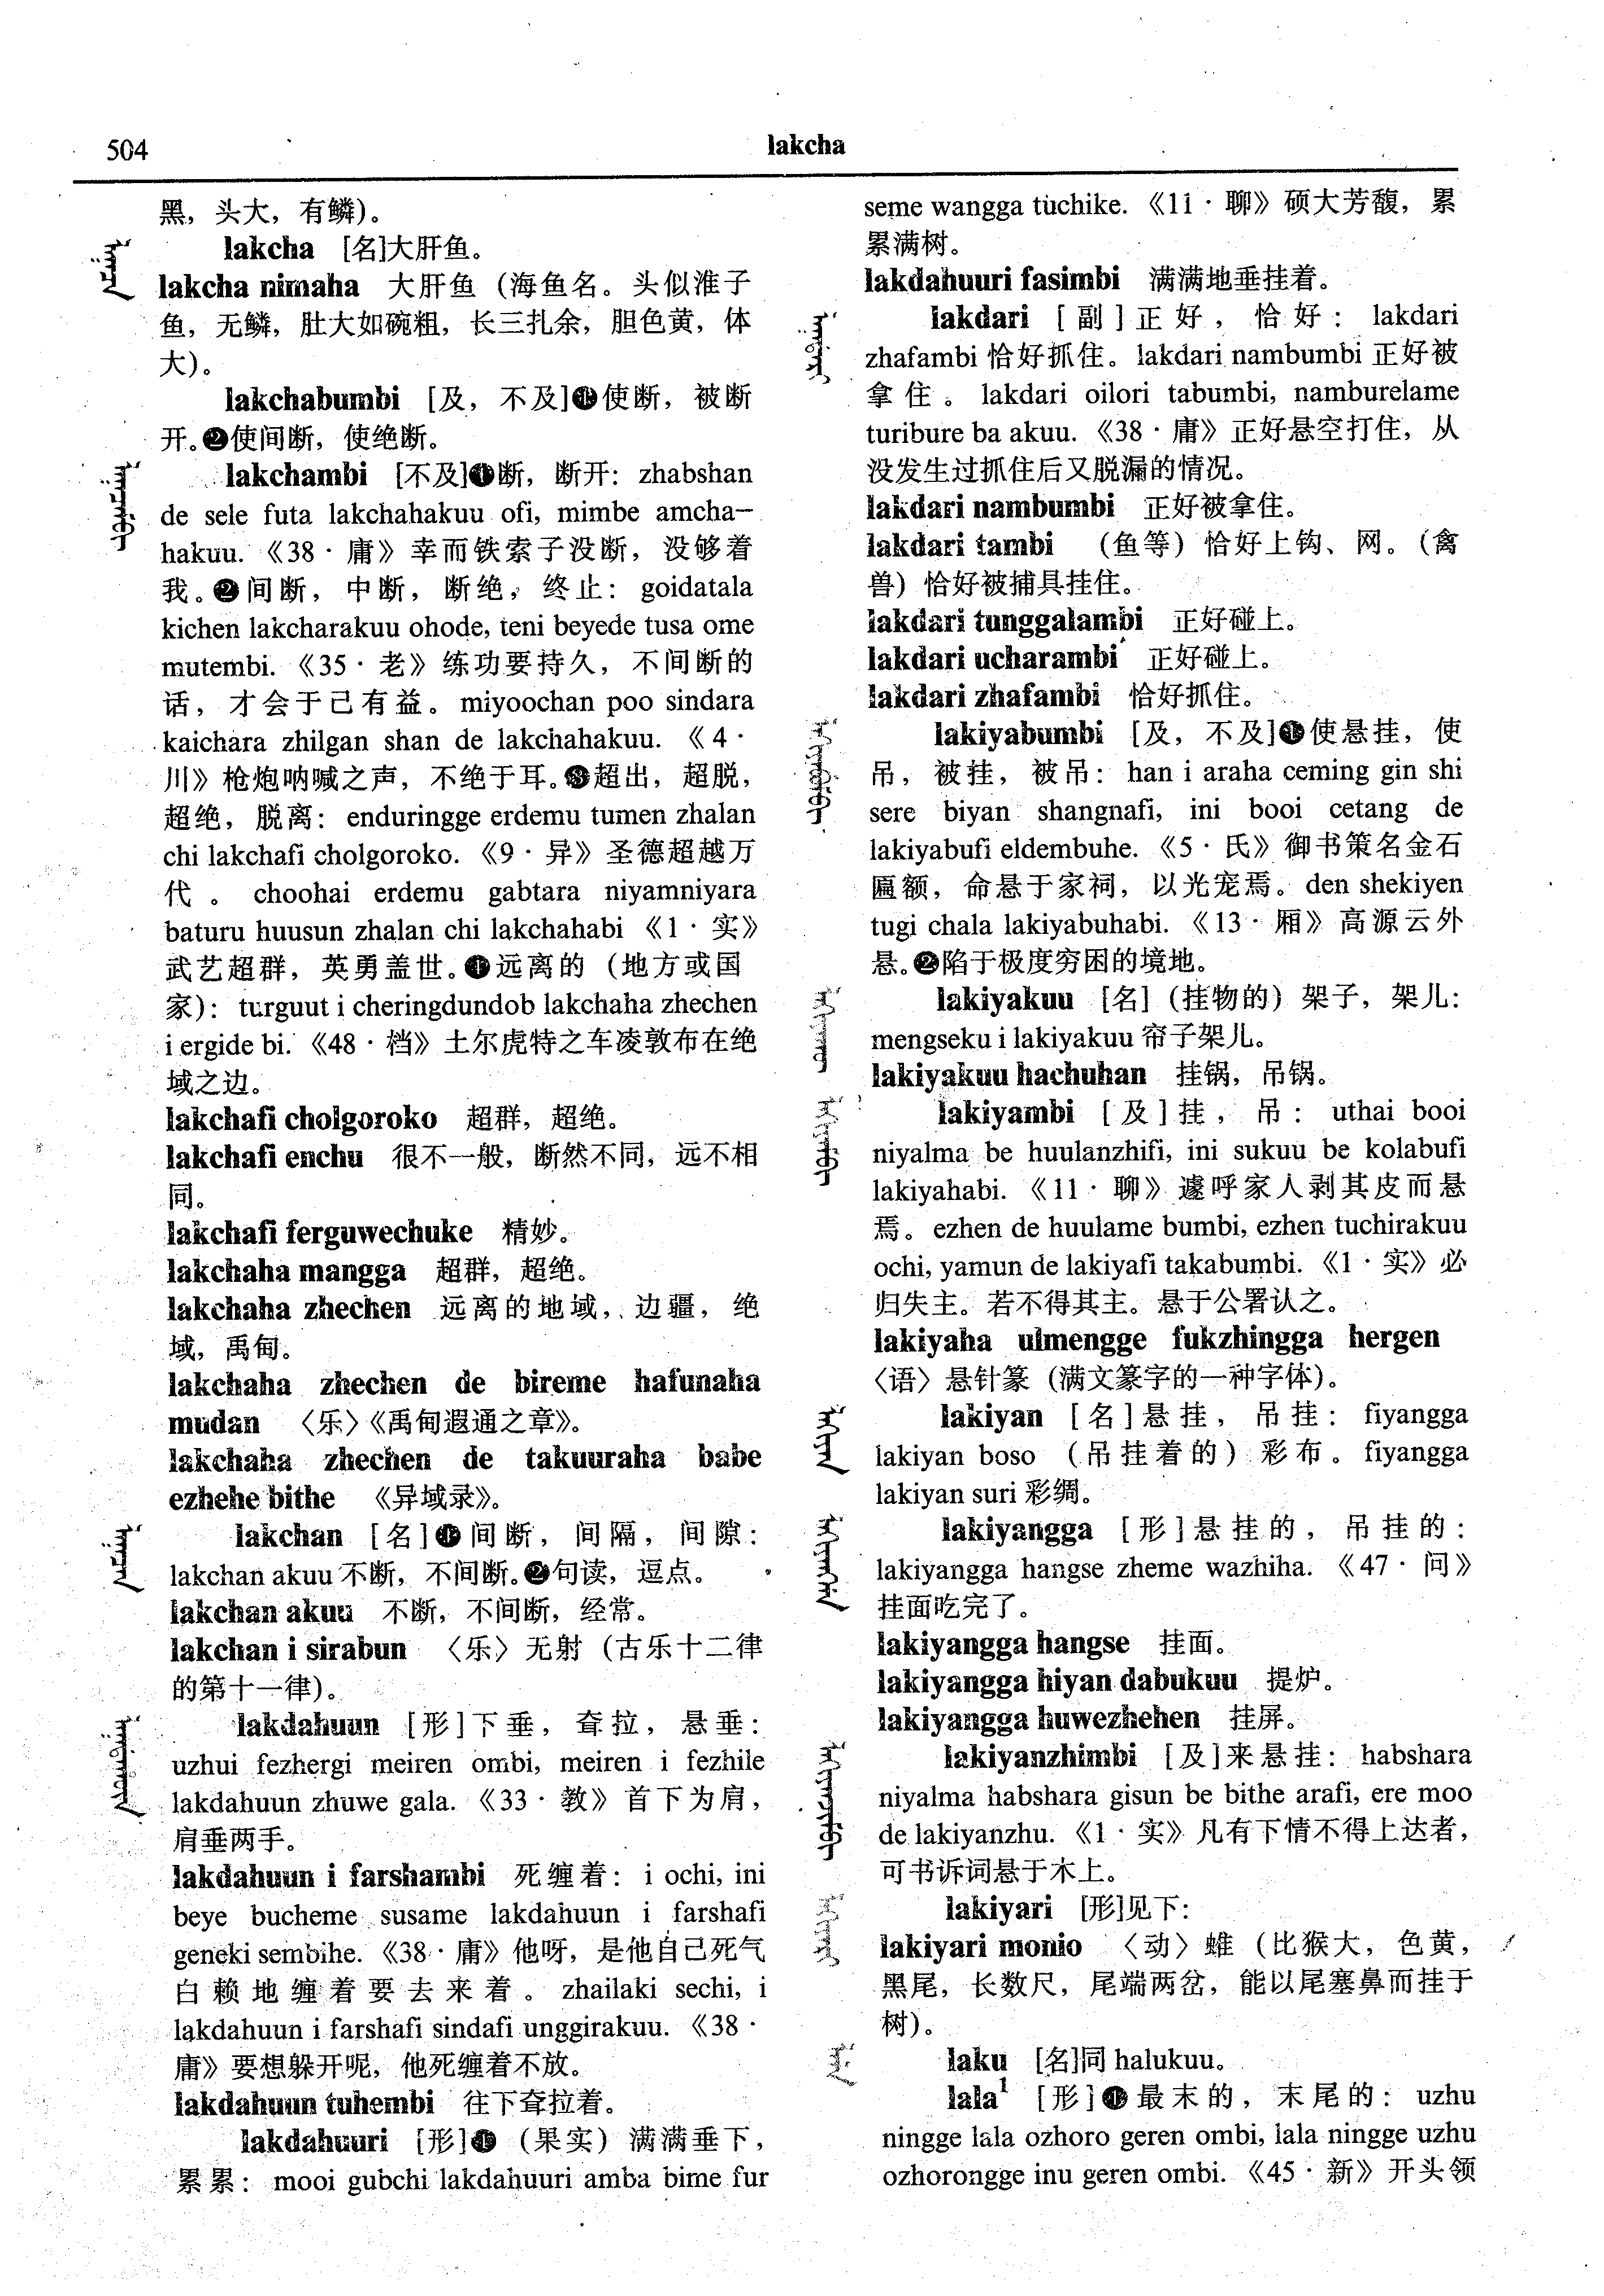 504
lakcha
黑，头大，有鳞）。
lakcha [名]大肝鱼。
lakcha nimaha 大肝鱼（海鱼名。头似淮子
鱼，无鳞，肚大如碗粗，长三扎余，胆色黄，体
大）。
lakchabumbi [及，不及]❶使断，被断
开。❷使间断，使绝断。
lakchambi [不及]❶断，断开：zhabshan
de sele futa lakchahakuu ofi, mimbe amcha-
hakuu.《38·庸》幸而铁索子没断，没够着
我。❷间断，中断，断绝，终止：goidatala
kichen lakcharakuu ohode, teni beyede tusa ome
mutembi.《35·老》练功要持久，不间断的
话，才会于己有益。miyoochan poo sindara
kaichara zhilgan shan de lakchahakuu.《4·
川》枪炮呐喊之声，不绝于耳。❸超出，超脱，
超绝，脱离：enduringge erdemu tumen zhalan
chi lakchafi cholgoroko.《9·异》圣德超越万
代。choohai erdemu gabtara niyamniyara
baturu huusun zhalan chi lakchahabi《1·实》
武艺超群，英勇盖世。❹远离的（地方或国
家）：turguut i cheringdundob lakchaha zhechen
i ergide bi.《48·档》土尔虎特之车凌敦布在绝
域之边。
lakchafi cholgoroko 超群，超绝。
lakchafi enchu 很不一般，断然不同，远不相
同。
lakchafi ferguwechuke 精妙。
lakchaha mangga 超群，超绝。
lakchaha zhechen 远离的地域，边疆，绝
域，禹甸。
lakchaha zhechen de bireme hafunaha
mudan 〈乐〉《禹甸遐通之章》。
lakchaha zhechen de takuuraha babe
ezhehe bithe 《异域录》。
lakchan [名]❶间断，间隔，间隙：
lakchan akuu 不断，不间断。❷句读，逗点。
lakchan akuu 不断，不间断，经常。
lakchan i sirabun 〈乐〉无射（古乐十二律
的第十一律）。
lakdahuun [形]下垂，耷拉，悬垂：
uzhui fezhergi meiren ombi, meiren i fezhile
lakdahuun zhuwe gala.《33·教》首下为肩，
肩垂两手。
lakdahuun i farshambi 死缠着：i ochi, ini
beye bucheme susame lakdahuun i farshafi
geneki sembihe.《38·庸》他呀，是他自己死气
白赖地缠着要去来着。zhailaki sechi, i
lakdahuun i farshafi sindafi unggirakuu.《38·
庸》要想躲开呢，他死缠着不放。
lakdahuun tuhembi 往下耷拉着。
lakdahuuri [形]❶（果实）满满垂下，
累累：mooi gubchi lakdahuuri amba bime fur
seme wangga tuchike.《11·聊》硕大芳馥，累
累满树。
lakdahuuri fasimbi 满满地垂挂着。
lakdari [副]正好，恰好：lakdari
zhafambi 恰好抓住。lakdari nambumbi 正好被
拿住。lakdari oilori tabumbi, namburelame
turibure ba akuu.《38·庸》正好悬空打住，从
没发生过抓住后又脱漏的情况。
lakdari nambumbi 正好被拿住。
lakdari tambi （鱼等）恰好上钩、网。（禽
兽）恰好被捕具挂住。
lakdari tunggalambi 正好碰上。
lakdari ucharambi 正好碰上。
lakdari zhafambi 恰好抓住。
lakiyabumbi [及，不及]❶使悬挂，使
吊，被挂，被吊：han i araha ceming gin shi
sere biyan shangnafi, ini booi cetang de
lakiyabufi eldembuhe.《5·氏》御书策名金石
匾额，命悬于家祠，以光宠焉。den shekiyen
tugi chala lakiyabuhabi.《13·厢》高源云外
悬。❷陷于极度穷困的境地。
lakiyakuu [名]（挂物的）架子，架儿：
mengseku i lakiyakuu 帘子架儿。
lakiyakuu hachuhan 挂锅，吊锅。
lakiyambi [及]挂，吊：uthai booi
niyalma be huulanzhifi, ini sukuu be kolabufi
lakiyahabi.《11·聊》遽呼家人剥其皮而悬
焉。ezhen de huulame bumbi, ezhen tuchirakuu
ochi, yamun de lakiyafi takabumbi.《1·实》必
归失主。若不得其主。悬于公署认之。
lakiyaha ulmengge fukzhingga hergen
〈语〉悬针篆（满文篆字的一种字体）。
lakiyan [名]悬挂，吊挂：fiyangga
lakiyan boso （吊挂着的）彩布。fiyangga
lakiyan suri 彩绸。
lakiyangga [形]悬挂的，吊挂的：
lakiyangga hangse zheme wazhiha.《47·问》
挂面吃完了。
lakiyangga hangse 挂面。
lakiyangga hiyan dabukuu 提炉。
lakiyangga huwezhehen 挂屏。
lakiyanzhimbi [及]来悬挂：habshara
niyalma habshara gisun be bithe arafi, ere moo
de lakiyanzhu.《1·实》凡有下情不得上达者，
可书诉词悬于木上。
lakiyari [形]见下：
lakiyari monio 〈动〉蜼（比猴大，色黄，
黑尾，长数尺，尾端两岔，能以尾塞鼻而挂于
树）。
laku [名]同 halukuu。
lala¹ [形]❶最末的，末尾的：uzhu
ningge lala ozhoro geren ombi, lala ningge uzhu
ozhorongge inu geren ombi.《45·新》开头领